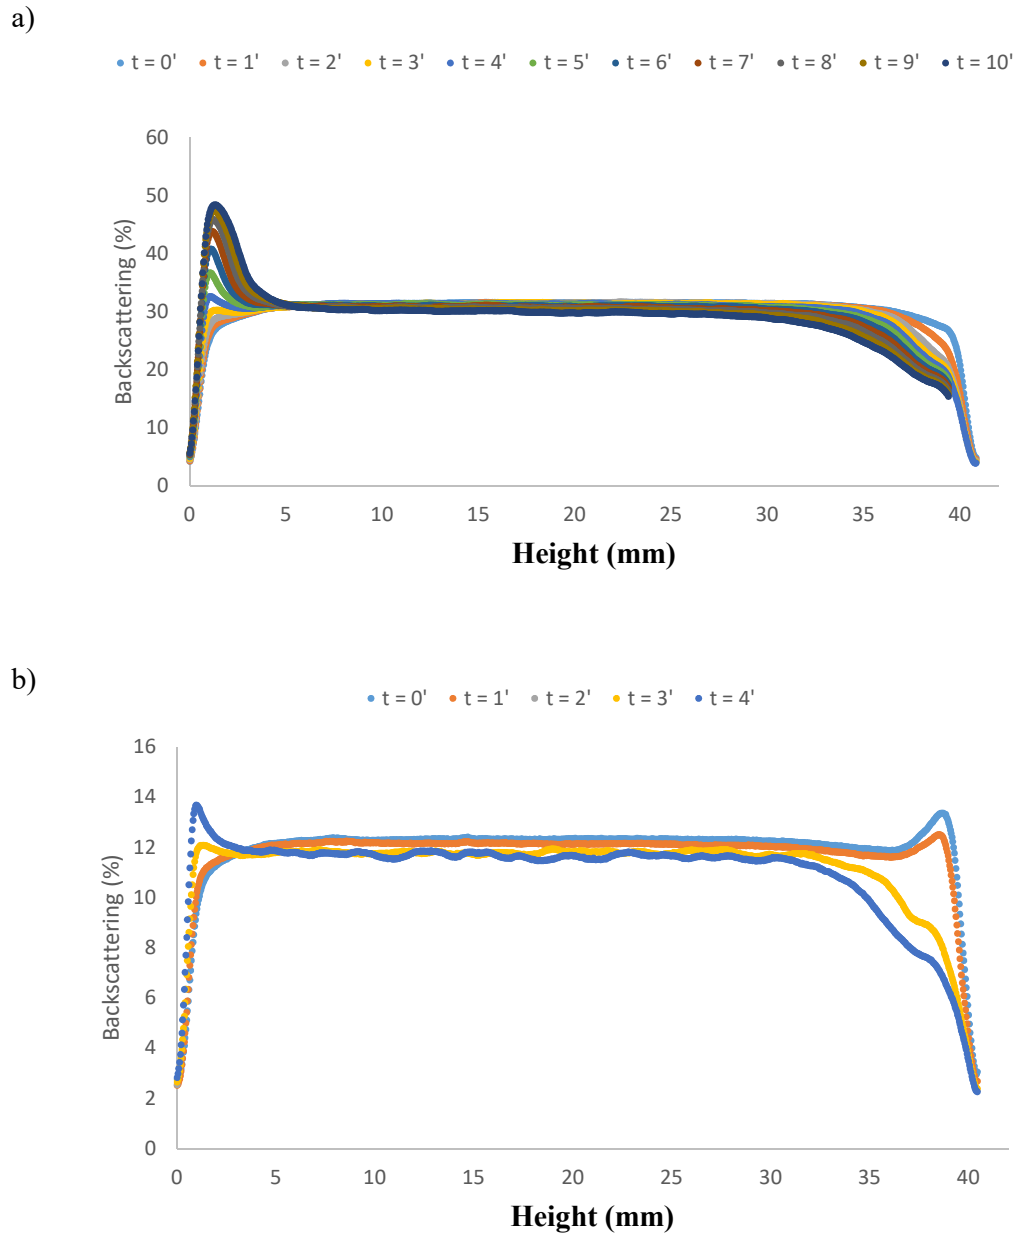 a)
t = 0' t = 1' t = 2' t = 3' t = 4' t = 5' t = 6' t = 7' t = 8' t = 9' t = 10'
60
50
40
30
20
10
0
Backscattering (%)
0 5 10 15 20 25 30 35 40
Height (mm)
b)
t = 0' t = 1' t = 2' t = 3' t = 4'
16
14
12
10
8
6
4
2
0
Backscattering (%)
0 5 10 15 20 25 30 35 40
Height (mm)